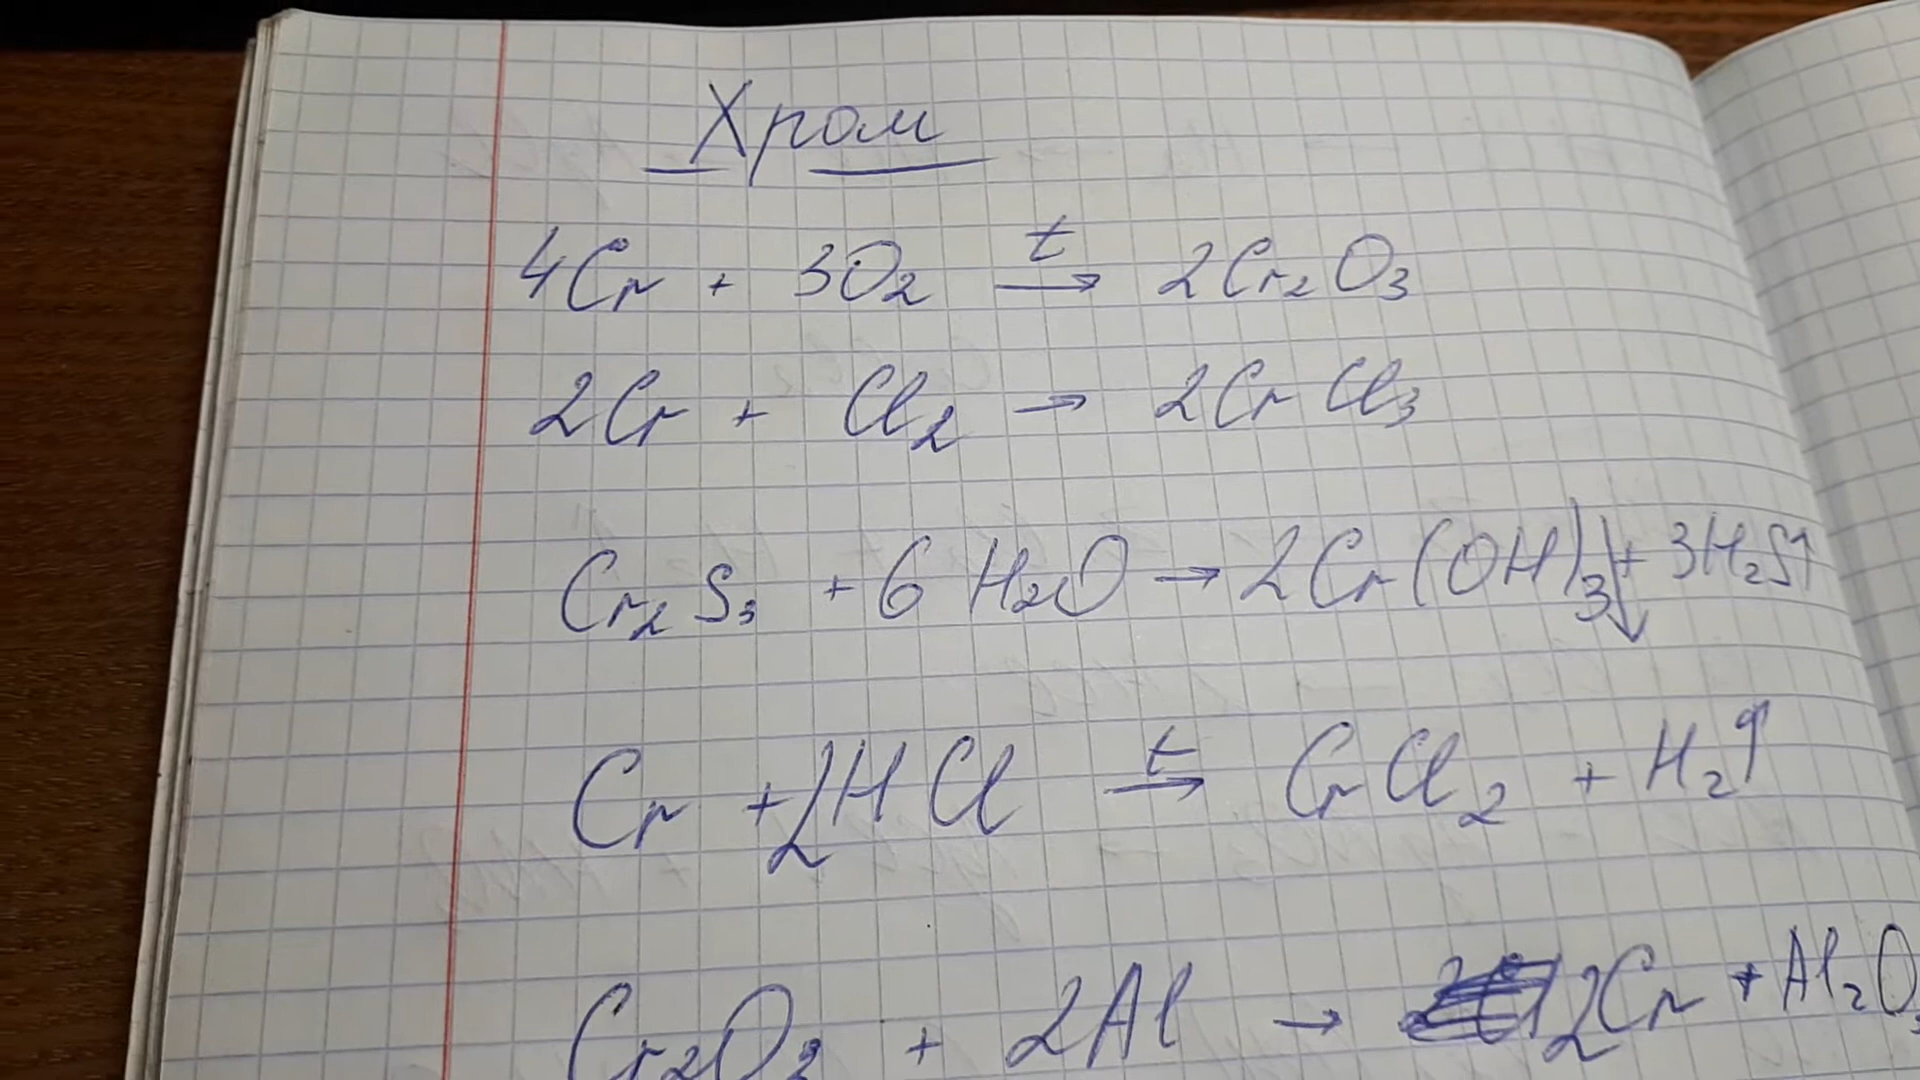 Хром
4Cr + 3O₂ →ᵗ 2Cr₂O₃
2Cr + Cl₂ → 2CrCl₃
Cr₂S₃ + 6H₂O → 2Cr(OH)₃↓ + 3H₂S↑
Cr + 2HCl →ᵗ CrCl₂ + H₂↑
Cr₂O₃ + 2Al → 2Cr + Al₂O₃